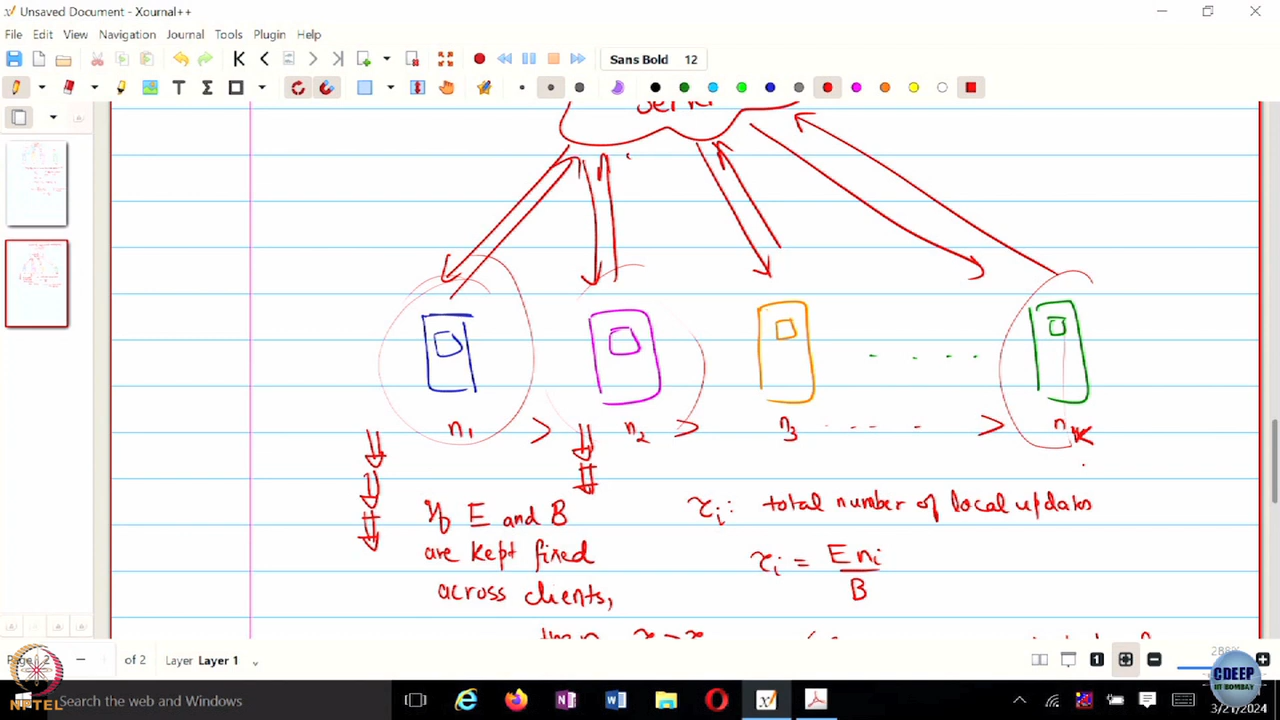 Unsaved Document - Xournal++
File Edit View Navigation Journal Tools Plugin Help
Sans Bold 12
n1 > n2 > n3 ..... > nK
If E and B
are kept fixed
across clients,
τi: total number of local updates
τi = E ni / B
of 2 Layer Layer 1
288%
NPTEL
CDEEP
IIT BOMBAY
Search the web and Windows
3/21/2024